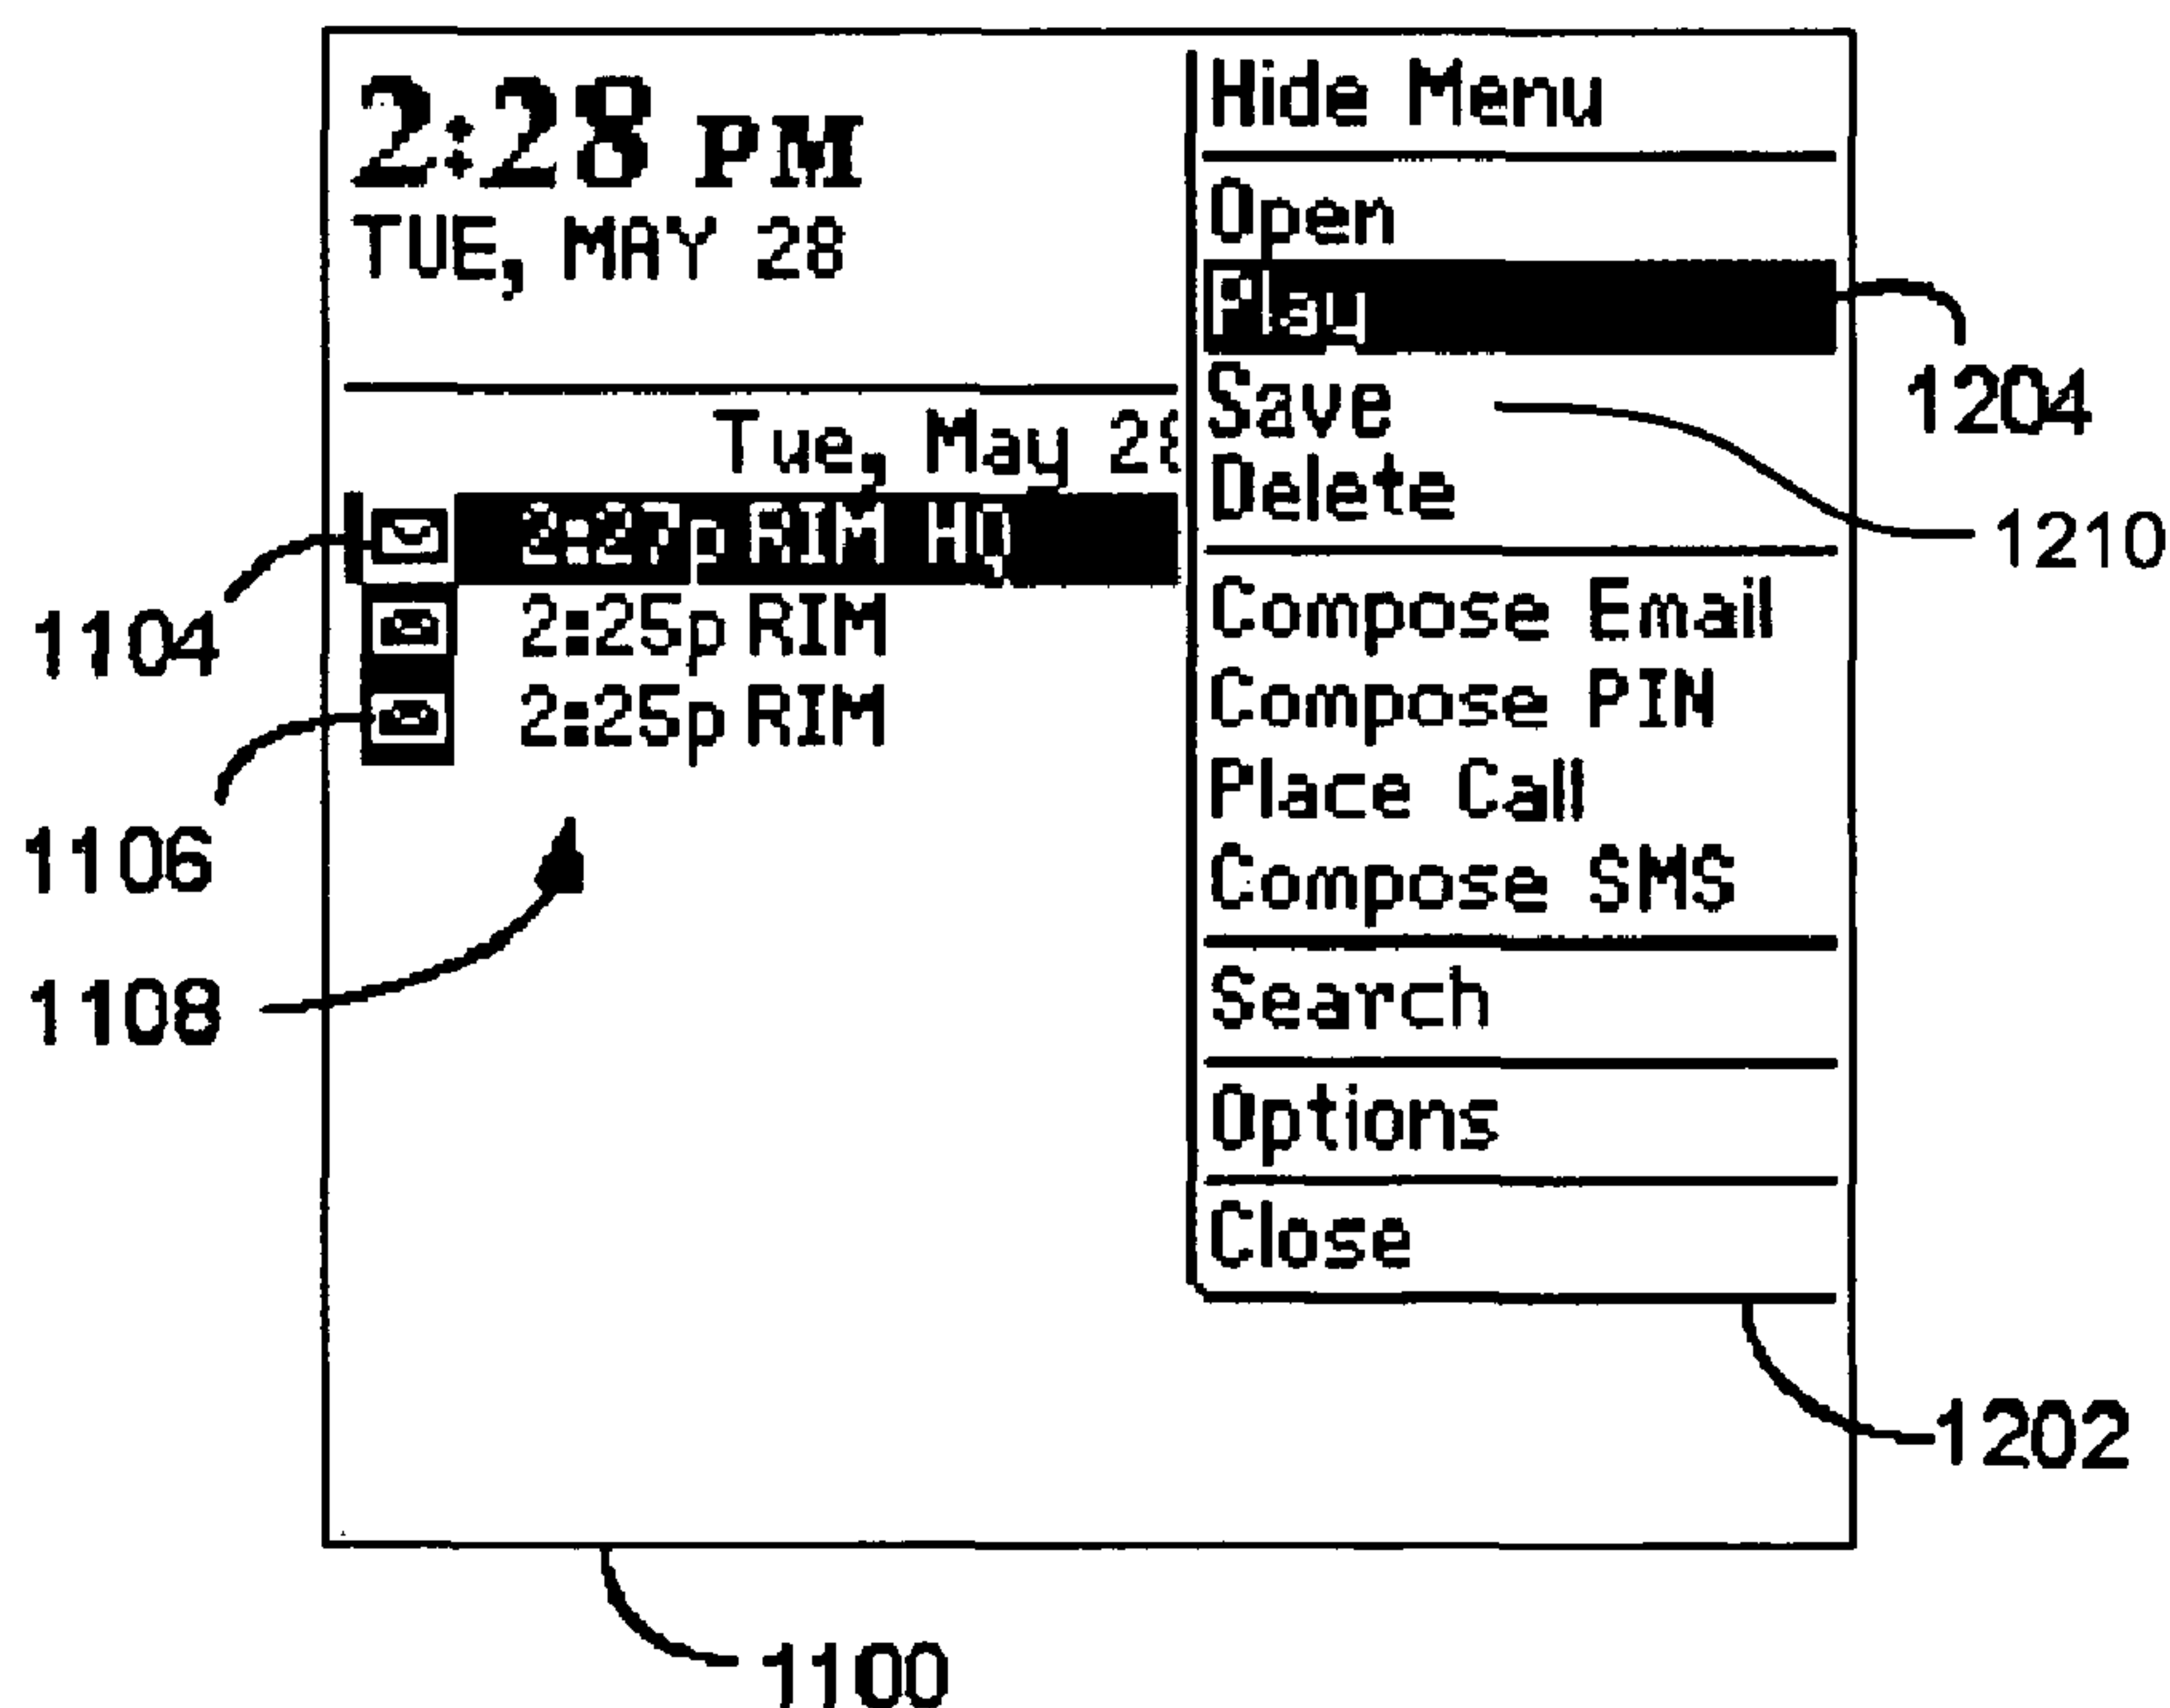 2:28 PM
TUE, MAY 28
Tue, May 28
2:27p RIM HQ
2:25p RIM
2:25p RIM
Hide Menu
Open
Play
Save
Delete
Compose Email
Compose PIN
Place Call
Compose SMS
Search
Options
Close
1104
1106
1108
1100
1204
1210
1202